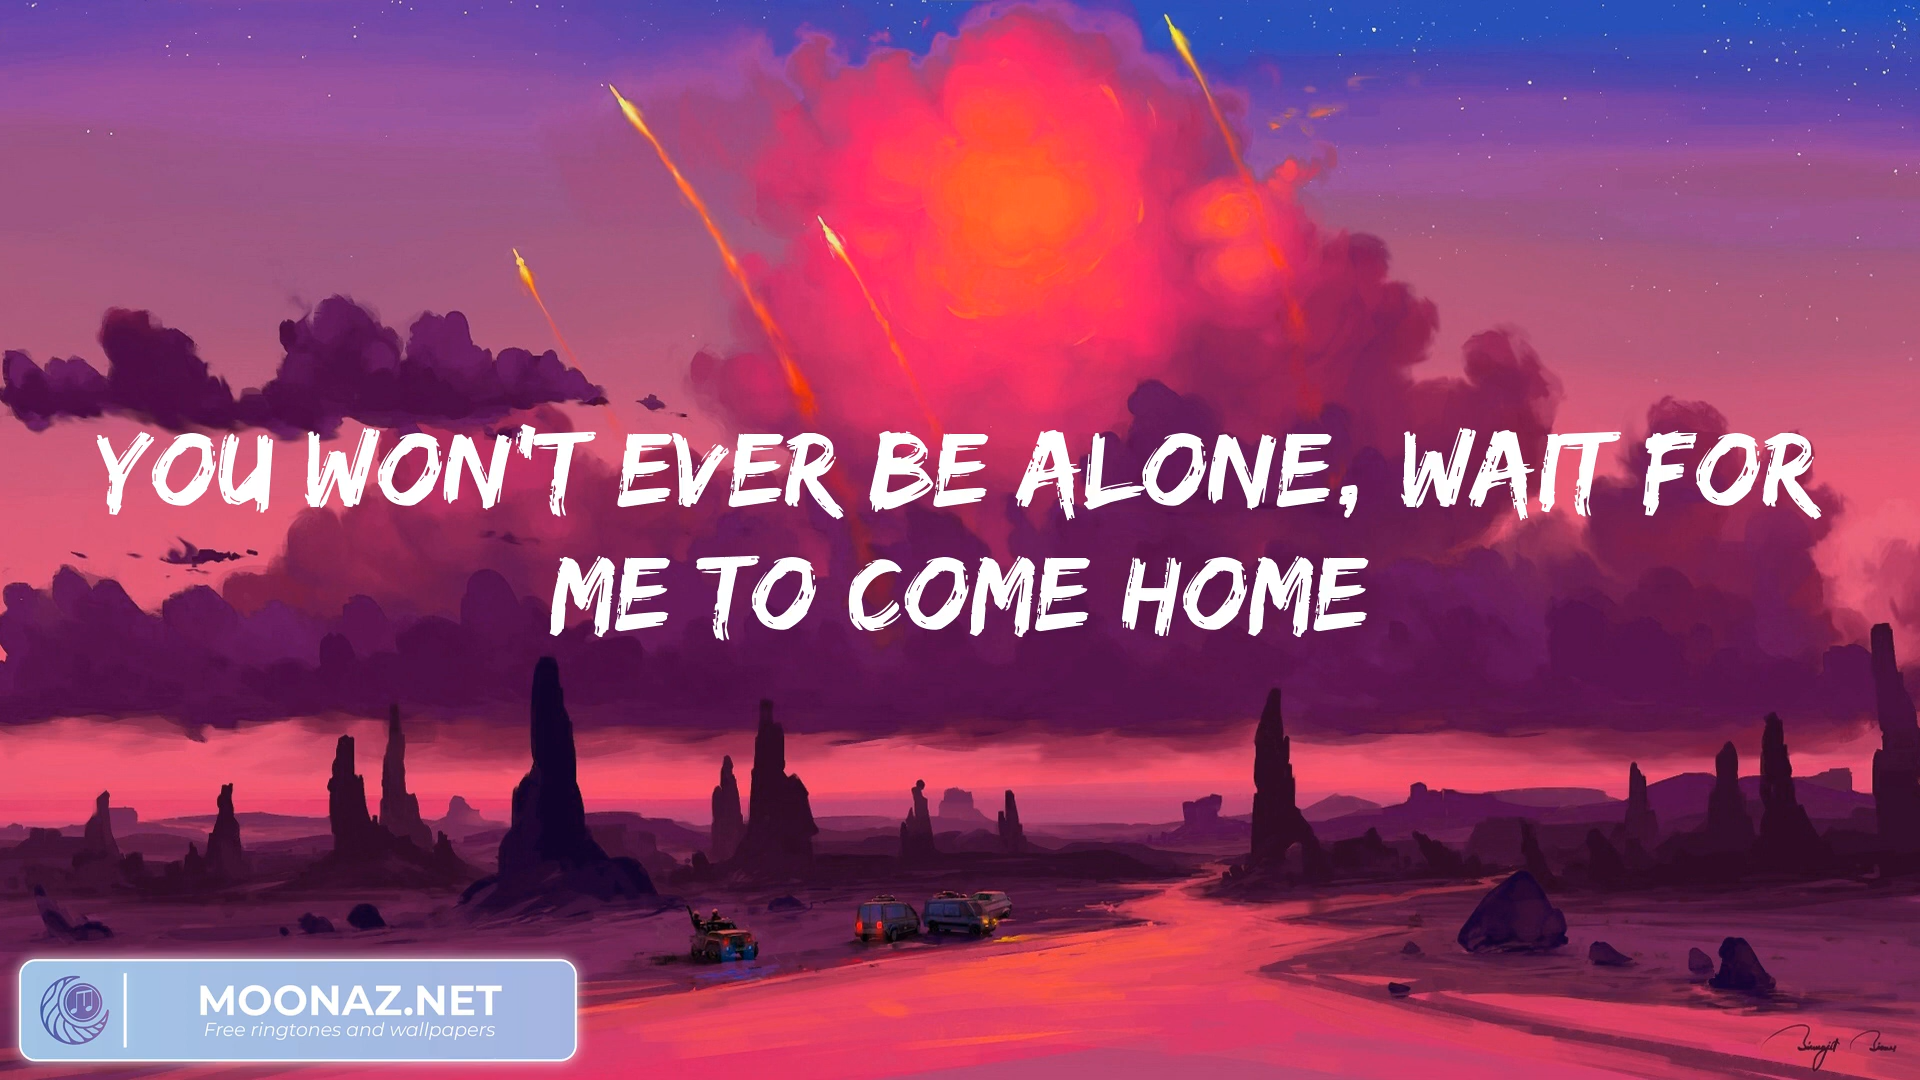 YOU WON'T EVER BE ALONE, WAIT FOR
ME TO COME HOME
MOONAZ.NET
Free ringtones and wallpapers